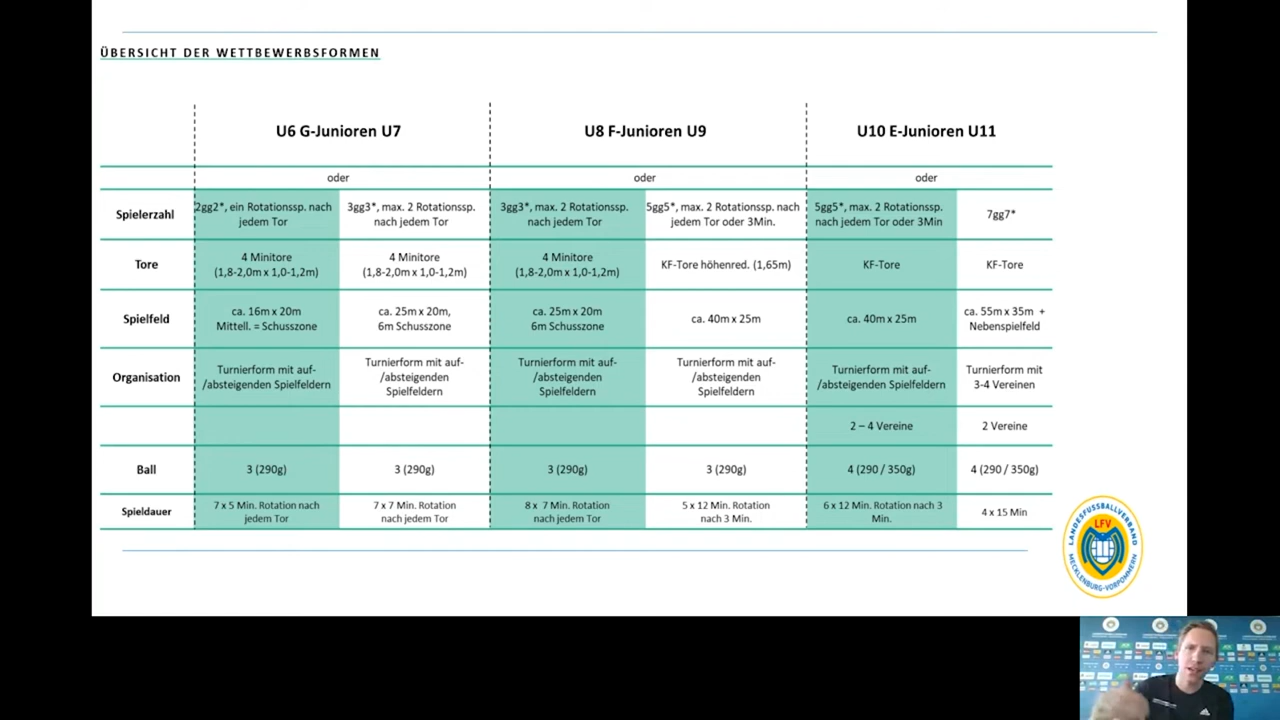 ÜBERSICHT DER WETTBEWERBSFORMEN
U6 G-Junioren U7
U8 F-Junioren U9
U10 E-Junioren U11
oder
oder
oder
Spielerzahl
2gg2*, ein Rotationssp. nach
jedem Tor
3gg3*, max. 2 Rotationssp.
nach jedem Tor
3gg3*, max. 2 Rotationssp.
nach jedem Tor
5gg5*, max. 2 Rotationssp. nach
jedem Tor oder 3Min.
5gg5*, max. 2 Rotationssp.
nach jedem Tor oder 3Min
7gg7*
Tore
4 Minitore
(1,8-2,0m x 1,0-1,2m)
4 Minitore
(1,8-2,0m x 1,0-1,2m)
4 Minitore
(1,8-2,0m x 1,0-1,2m)
KF-Tore höhenred. (1,65m)
KF-Tore
KF-Tore
Spielfeld
ca. 16m x 20m
Mittell. = Schusszone
ca. 25m x 20m,
6m Schusszone
ca. 25m x 20m
6m Schusszone
ca. 40m x 25m
ca. 40m x 25m
ca. 55m x 35m +
Nebenspielfeld
Organisation
Turnierform mit auf-
/absteigenden Spielfeldern
Turnierform mit auf-
/absteigenden
Spielfeldern
Turnierform mit auf-
/absteigenden
Spielfeldern
Turnierform mit auf-
/absteigenden
Spielfeldern
Turnierform mit auf-
/absteigenden Spielfeldern
Turnierform mit
3-4 Vereinen
2 – 4 Vereine
2 Vereine
Ball
3 (290g)
3 (290g)
3 (290g)
3 (290g)
4 (290 / 350g)
4 (290 / 350g)
Spieldauer
7 x 5 Min. Rotation nach
jedem Tor
7 x 7 Min. Rotation
nach jedem Tor
8 x 7 Min. Rotation
nach jedem Tor
5 x 12 Min. Rotation
nach 3 Min.
6 x 12 Min. Rotation nach 3
Min.
4 x 15 Min
LANDESFUSSBALLVERBAND
LFV
MECKLENBURG-VORPOMMERN